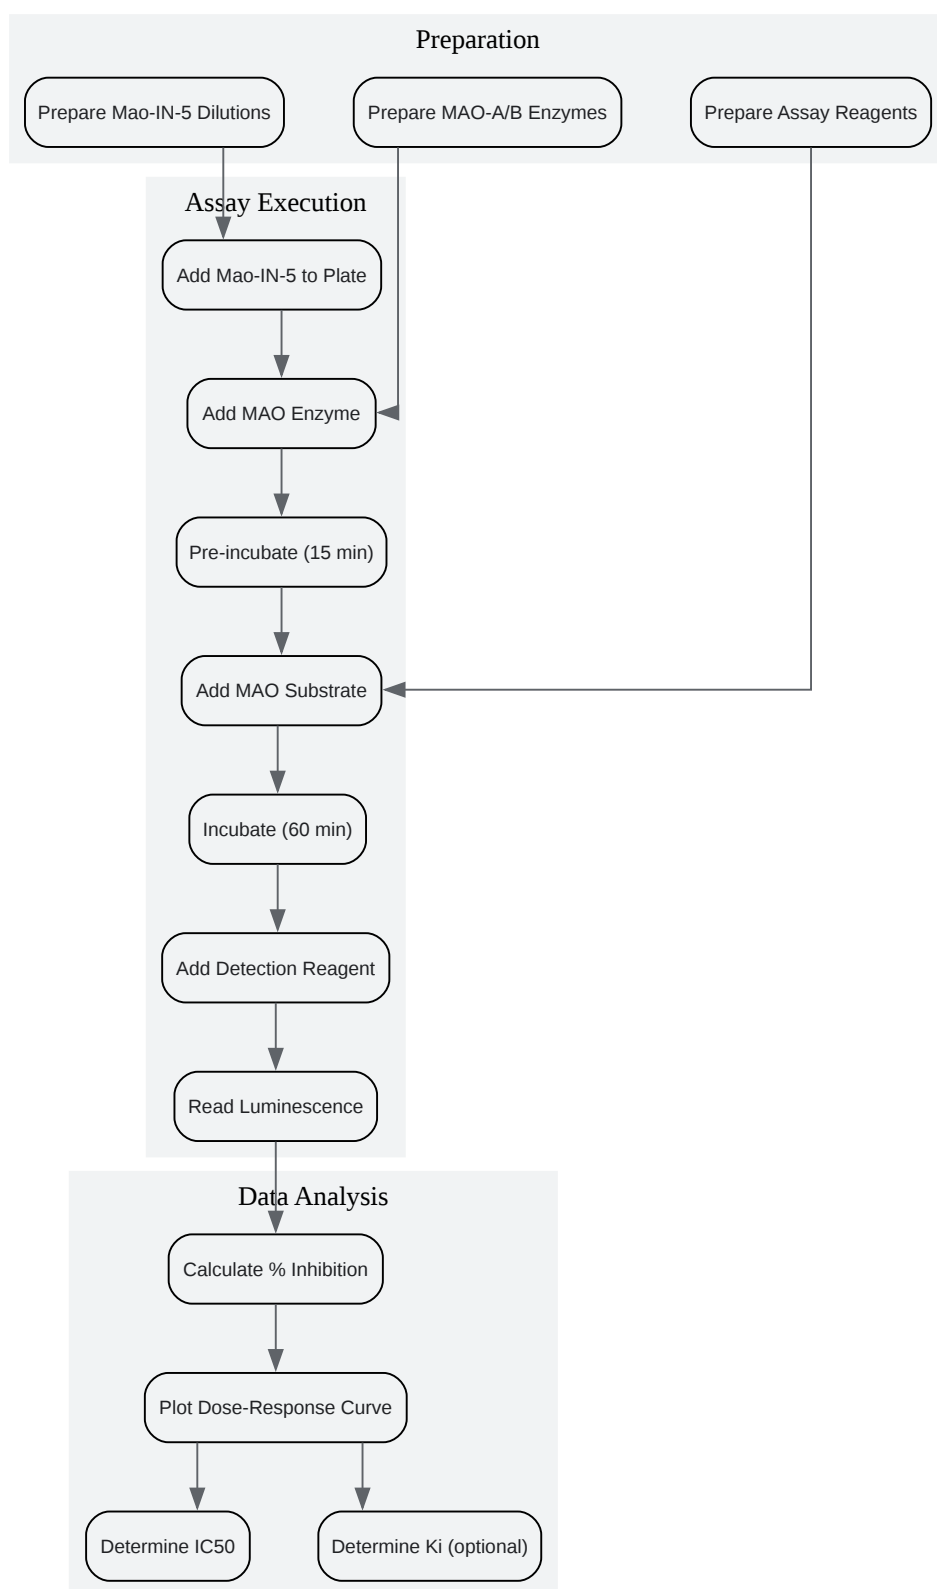 Preparation
Prepare Mao-IN-5 Dilutions
Prepare MAO-A/B Enzymes
Prepare Assay Reagents
Assay Execution
Add Mao-IN-5 to Plate
Add MAO Enzyme
Pre-incubate (15 min)
Add MAO Substrate
Incubate (60 min)
Add Detection Reagent
Read Luminescence
Data Analysis
Calculate % Inhibition
Plot Dose-Response Curve
Determine IC50
Determine Ki (optional)